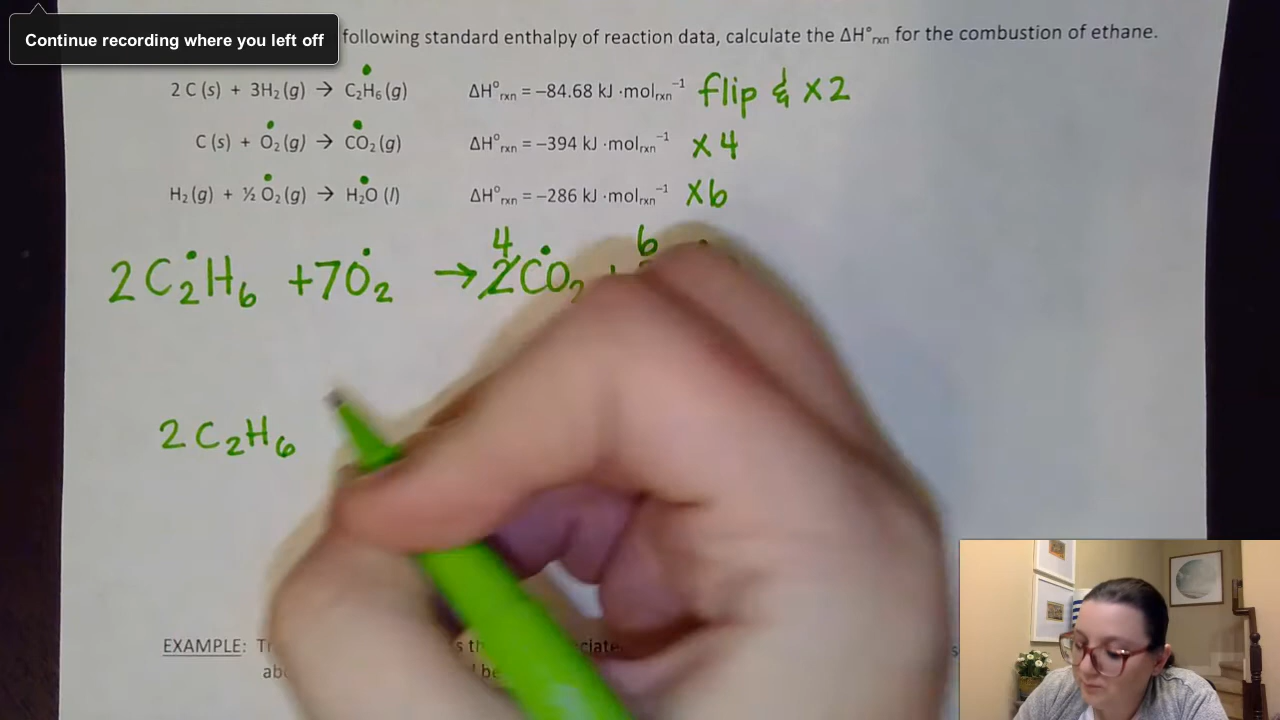 Continue recording where you left off
following standard enthalpy of reaction data, calculate the ΔH°rxn for the combustion of ethane.
2 C (s) + 3H₂ (g) → C₂H₆ (g) ΔH°rxn = –84.68 kJ ·molrxn⁻¹ flip & x2
C (s) + O₂ (g) → CO₂ (g) ΔH°rxn = –394 kJ ·molrxn⁻¹ x4
H₂ (g) + ½ O₂ (g) → H₂O (l) ΔH°rxn = –286 kJ ·molrxn⁻¹ x6
4 6
2C₂H₆ +7O₂ → 2CO₂ +
2C₂H₆
EXAMPLE: